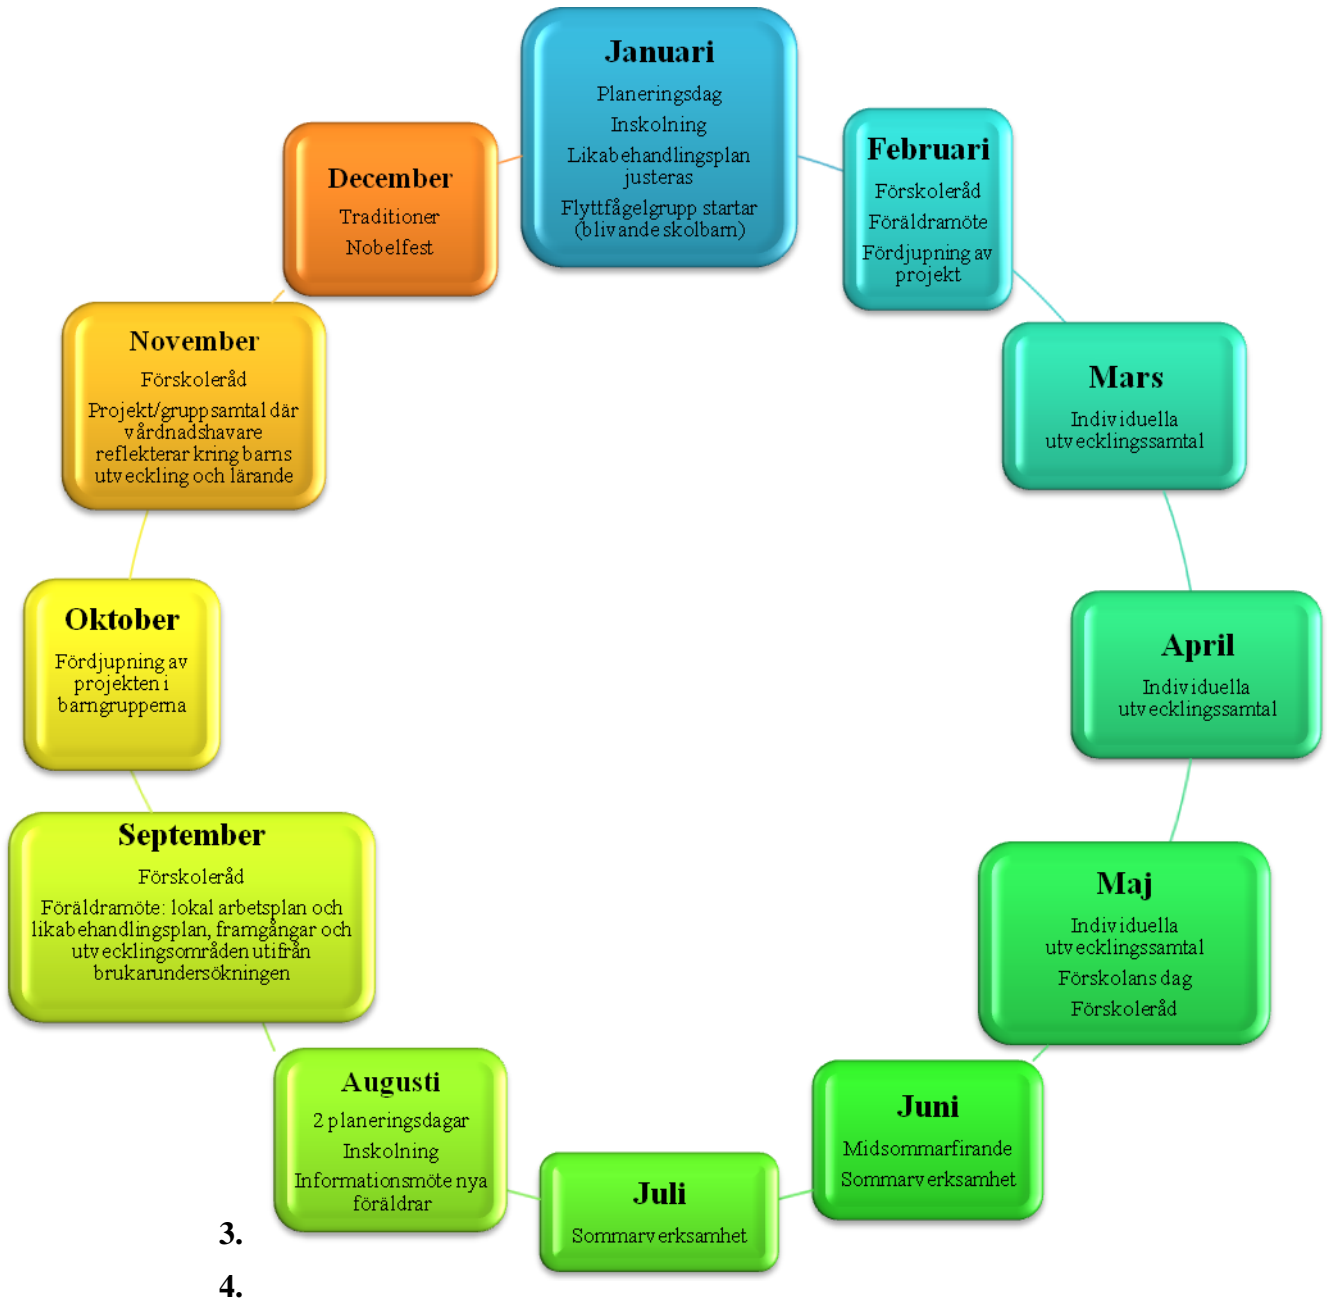 Januari
Planeringsdag
Inskolning
Likabehandlingsplan
justeras
Flyttfågelgrupp startar
(blivande skolbarn)
Februari
Förskoleråd
Föräldramöte
Fördjupning av
projekt
Mars
Individuella
utvecklingssamtal
April
Individuella
utvecklingssamtal
Maj
Individuella
utvecklingssamtal
Förskolans dag
Förskoleråd
Juni
Midsommarfirande
Sommarverksamhet
Juli
Sommarverksamhet
Augusti
2 planeringsdagar
Inskolning
Informationsmöte nya
föräldrar
September
Förskoleråd
Föräldramöte: lokal arbetsplan och
likabehandlingsplan, framgångar och
utvecklingsområden utifrån
brukarundersökningen
Oktober
Fördjupning av
projekten i
barngrupperna
November
Förskoleråd
Projekt/gruppsamtal där
vårdnadshavare
reflekterar kring barns
utveckling och lärande
December
Traditioner
Nobelfest
3.
4.